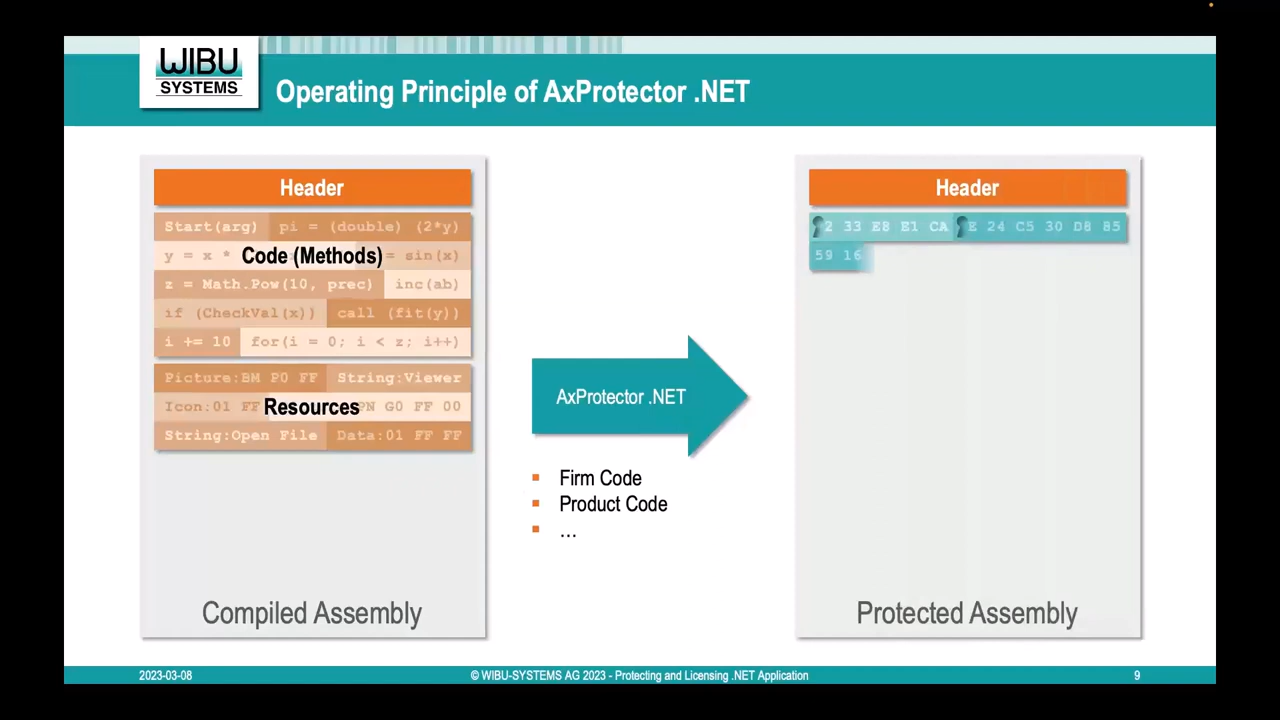 WIBU
SYSTEMS
Operating Principle of AxProtector .NET
Header
Start(arg) pi = (double) (2*y)
y = x * Code (Methods) = sin(x)
z = Math.Pow(10, prec) inc(ab)
if (CheckVal(x)) call (fit(y))
i += 10 for(i = 0; i < z; i++)
Picture:BM P0 FF String:Viewer
Icon:01 FF Resources PN G0 FF 00
String:Open File Data:01 FF FF
Compiled Assembly
AxProtector .NET
Firm Code
Product Code
...
Header
2 33 E8 E1 CA E 24 C5 30 D8 85
59 16
Protected Assembly
2023-03-08
© WIBU-SYSTEMS AG 2023 - Protecting and Licensing .NET Application
9